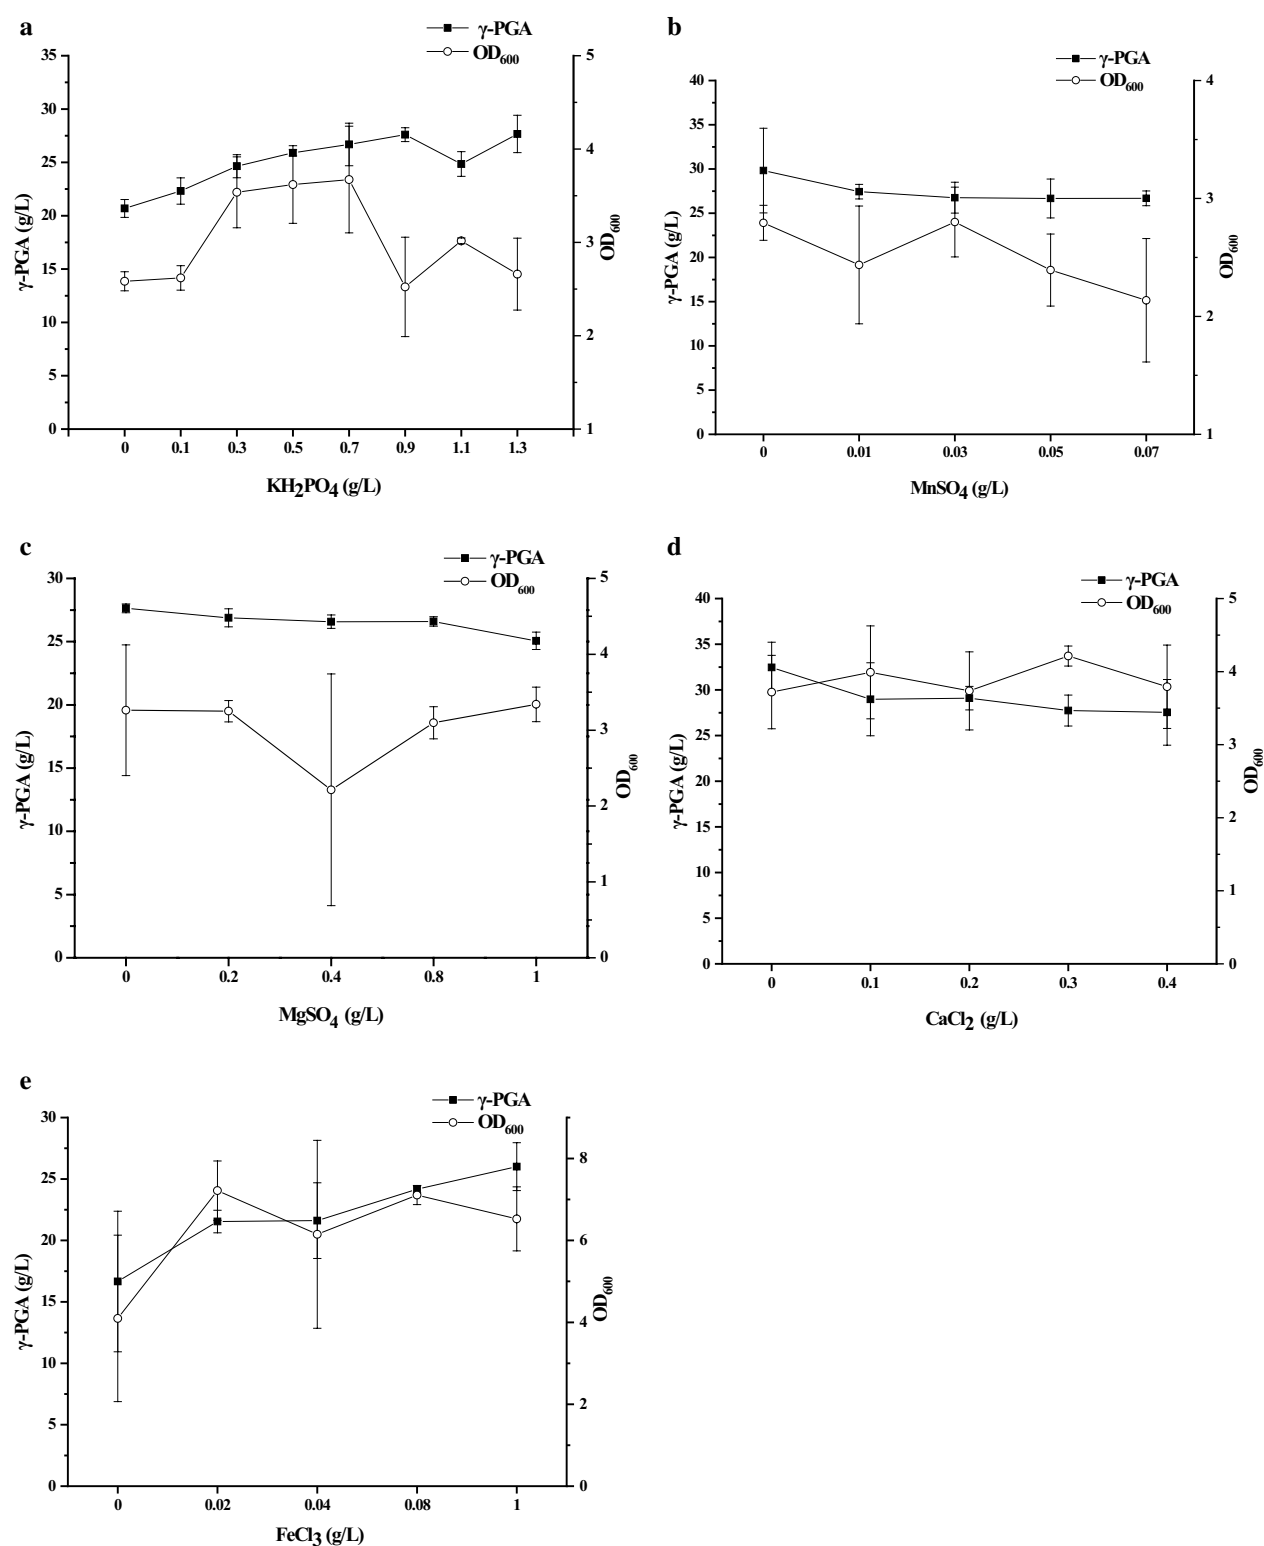 a
γ-PGA
OD600
35
30
25
20
15
10
5
0
γ-PGA (g/L)
5
4
3
2
1
OD600
0 0.1 0.3 0.5 0.7 0.9 1.1 1.3
KH2PO4 (g/L)
b
γ-PGA
OD600
40
35
30
25
20
15
10
5
0
γ-PGA (g/L)
4
3
2
1
OD600
0 0.01 0.03 0.05 0.07
MnSO4 (g/L)
c
γ-PGA
OD600
30
25
20
15
10
5
0
γ-PGA (g/L)
5
4
3
2
1
0
OD600
0 0.2 0.4 0.8 1
MgSO4 (g/L)
d
γ-PGA
OD600
40
35
30
25
20
15
10
5
0
γ-PGA (g/L)
5
4
3
2
1
0
OD600
0 0.1 0.2 0.3 0.4
CaCl2 (g/L)
e
γ-PGA
OD600
30
25
20
15
10
5
0
γ-PGA (g/L)
8
6
4
2
0
OD600
0 0.02 0.04 0.08 1
FeCl3 (g/L)